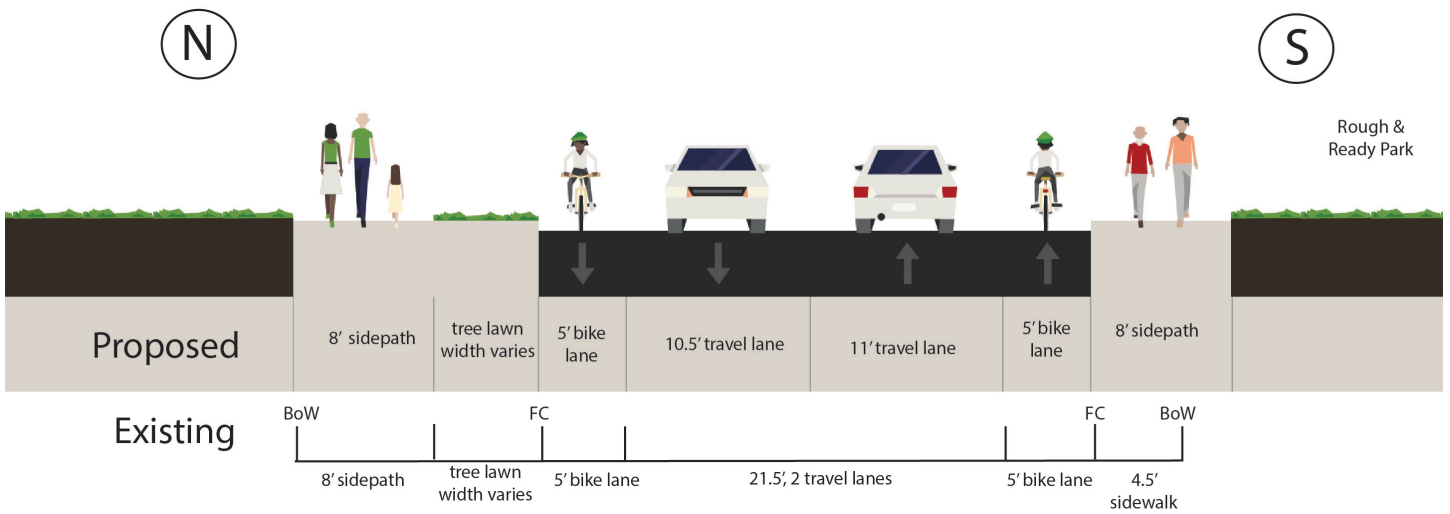 N
S
Rough &
Ready Park
Proposed
8' sidepath
tree lawn
width varies
5' bike
lane
10.5' travel lane
11' travel lane
5' bike
lane
8' sidepath
Existing
BoW
FC
FC
BoW
8' sidepath
tree lawn
width varies
5' bike lane
21.5', 2 travel lanes
5' bike lane
4.5'
sidewalk